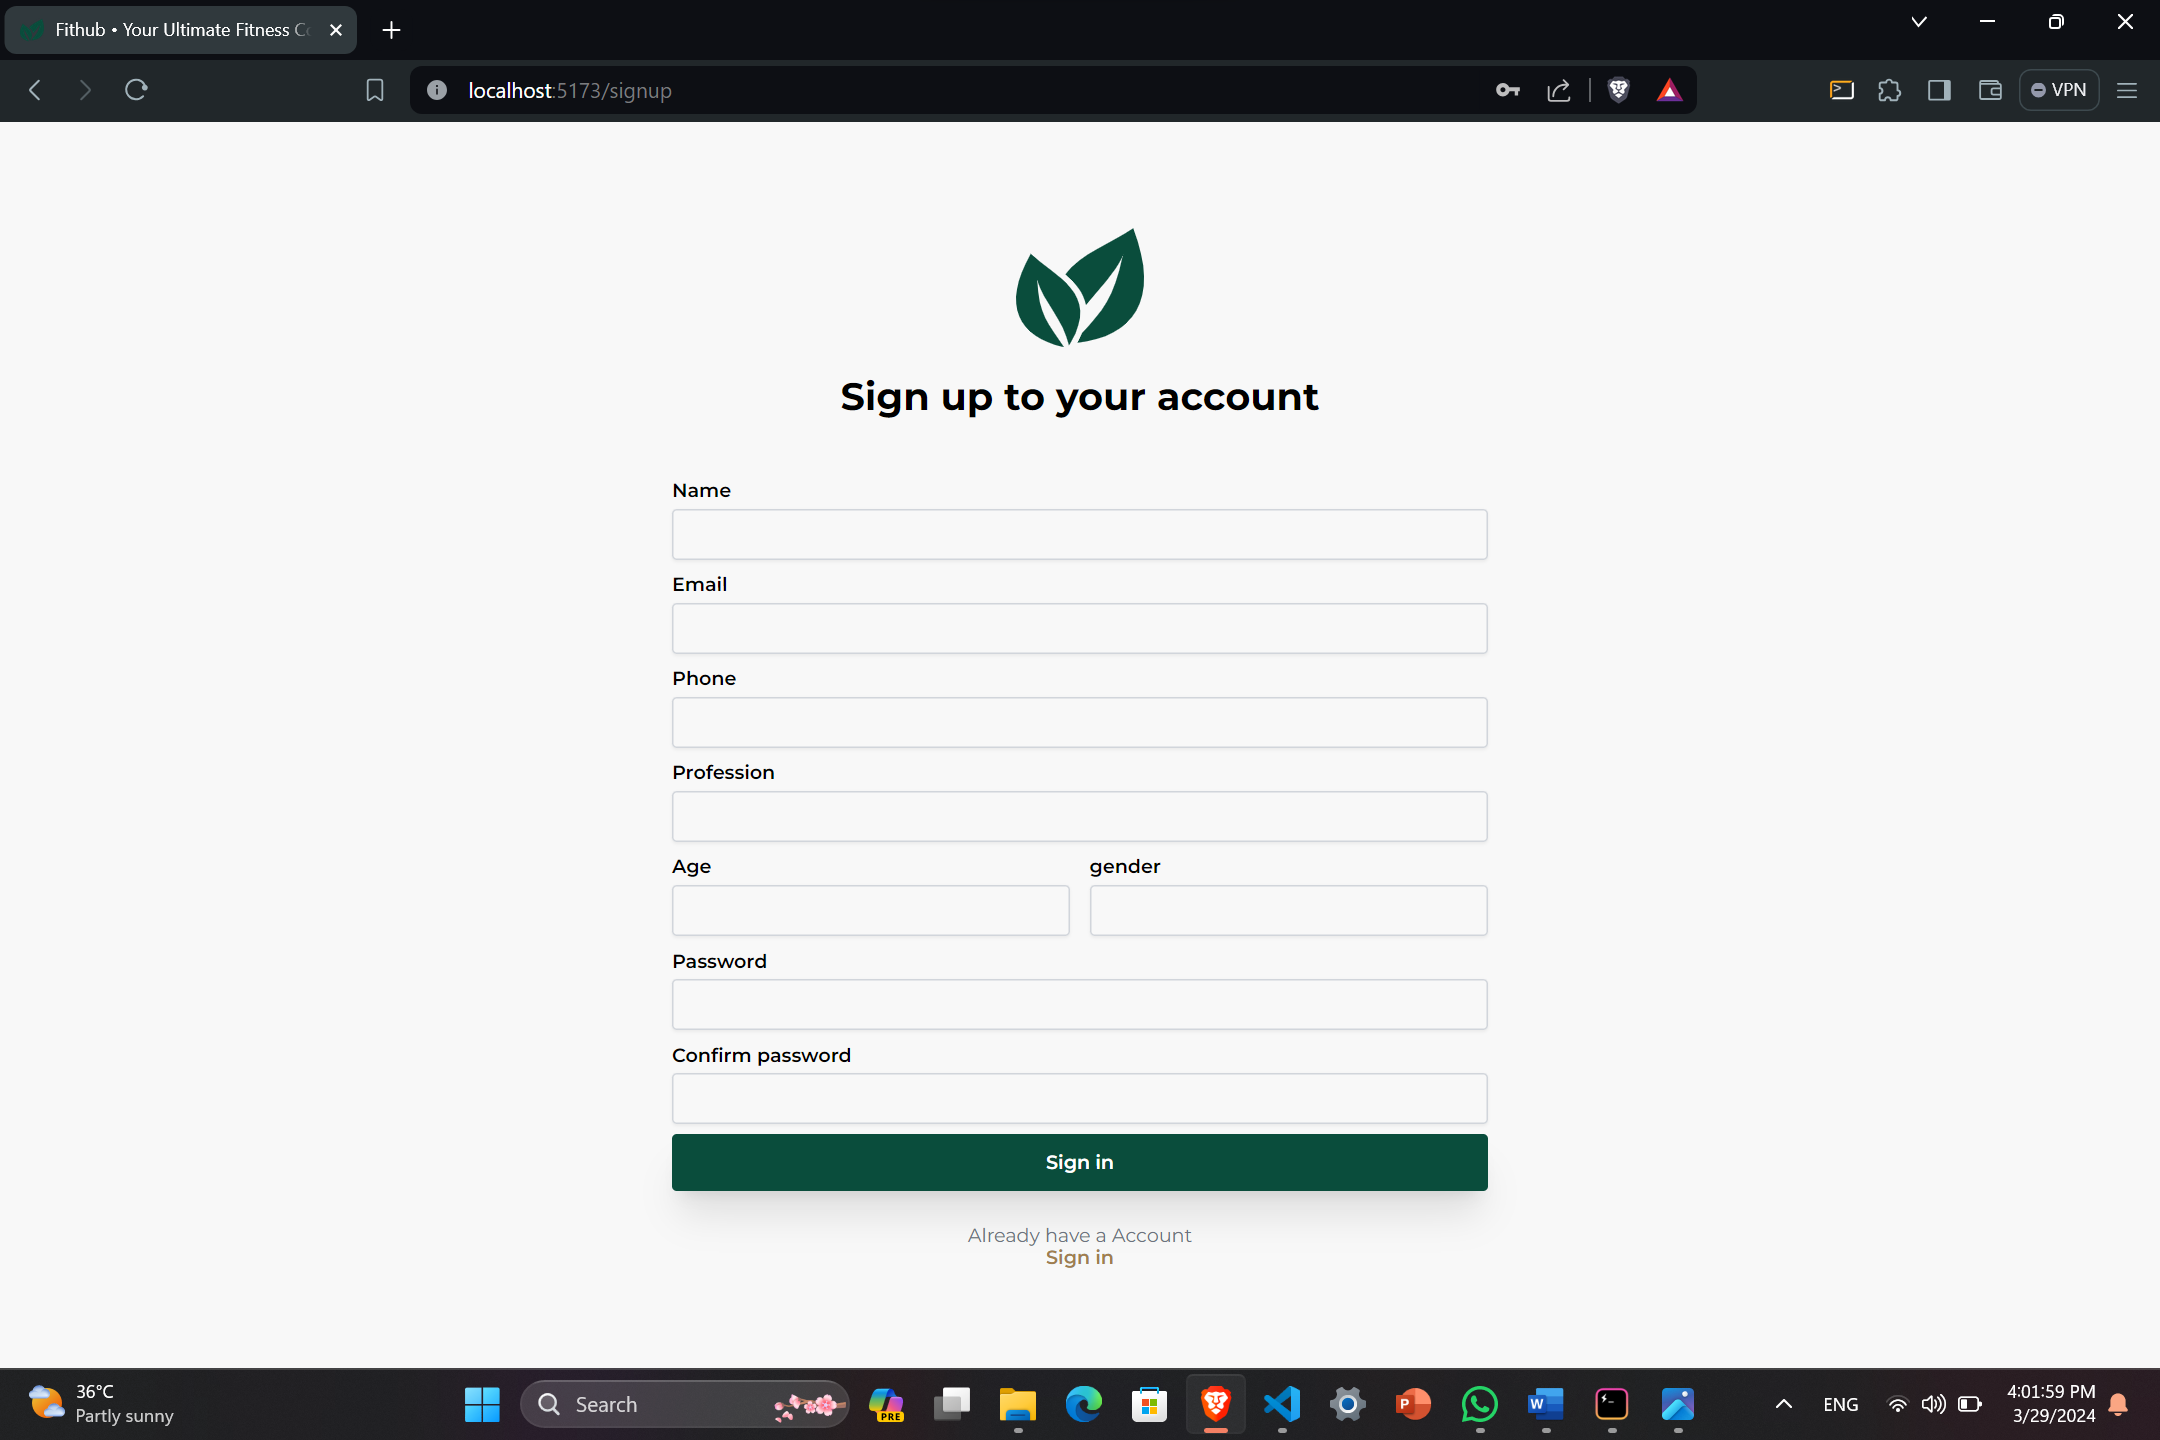 Fithub • Your Ultimate Fitness
localhost:5173/signup
VPN
Sign up to your account
Name
Email
Phone
Profession
Age
gender
Password
Confirm password
Sign in
Already have a Account
Sign in
36°C
Partly sunny
Search
PRE
P
W
ENG
4:01:59 PM
3/29/2024